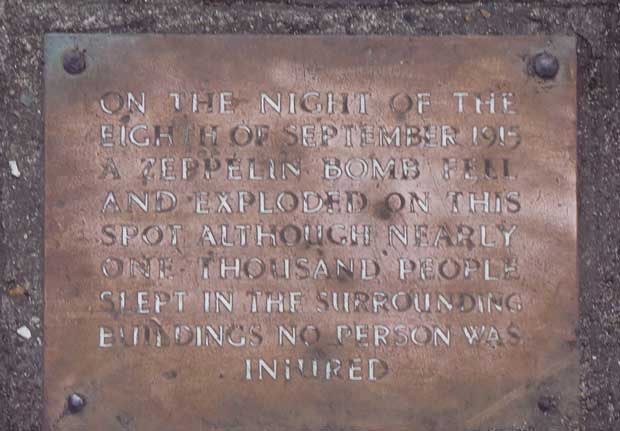 ON THE NIGHT OF THE
EIGHTH OF SEPTEMBER 1915
A ZEPPELIN BOMB FELL
AND EXPLODED ON THIS
SPOT ALTHOUGH NEARLY
ONE THOUSAND PEOPLE
SLEPT IN THE SURROUNDING
BUILDINGS NO PERSON WAS
INJURED